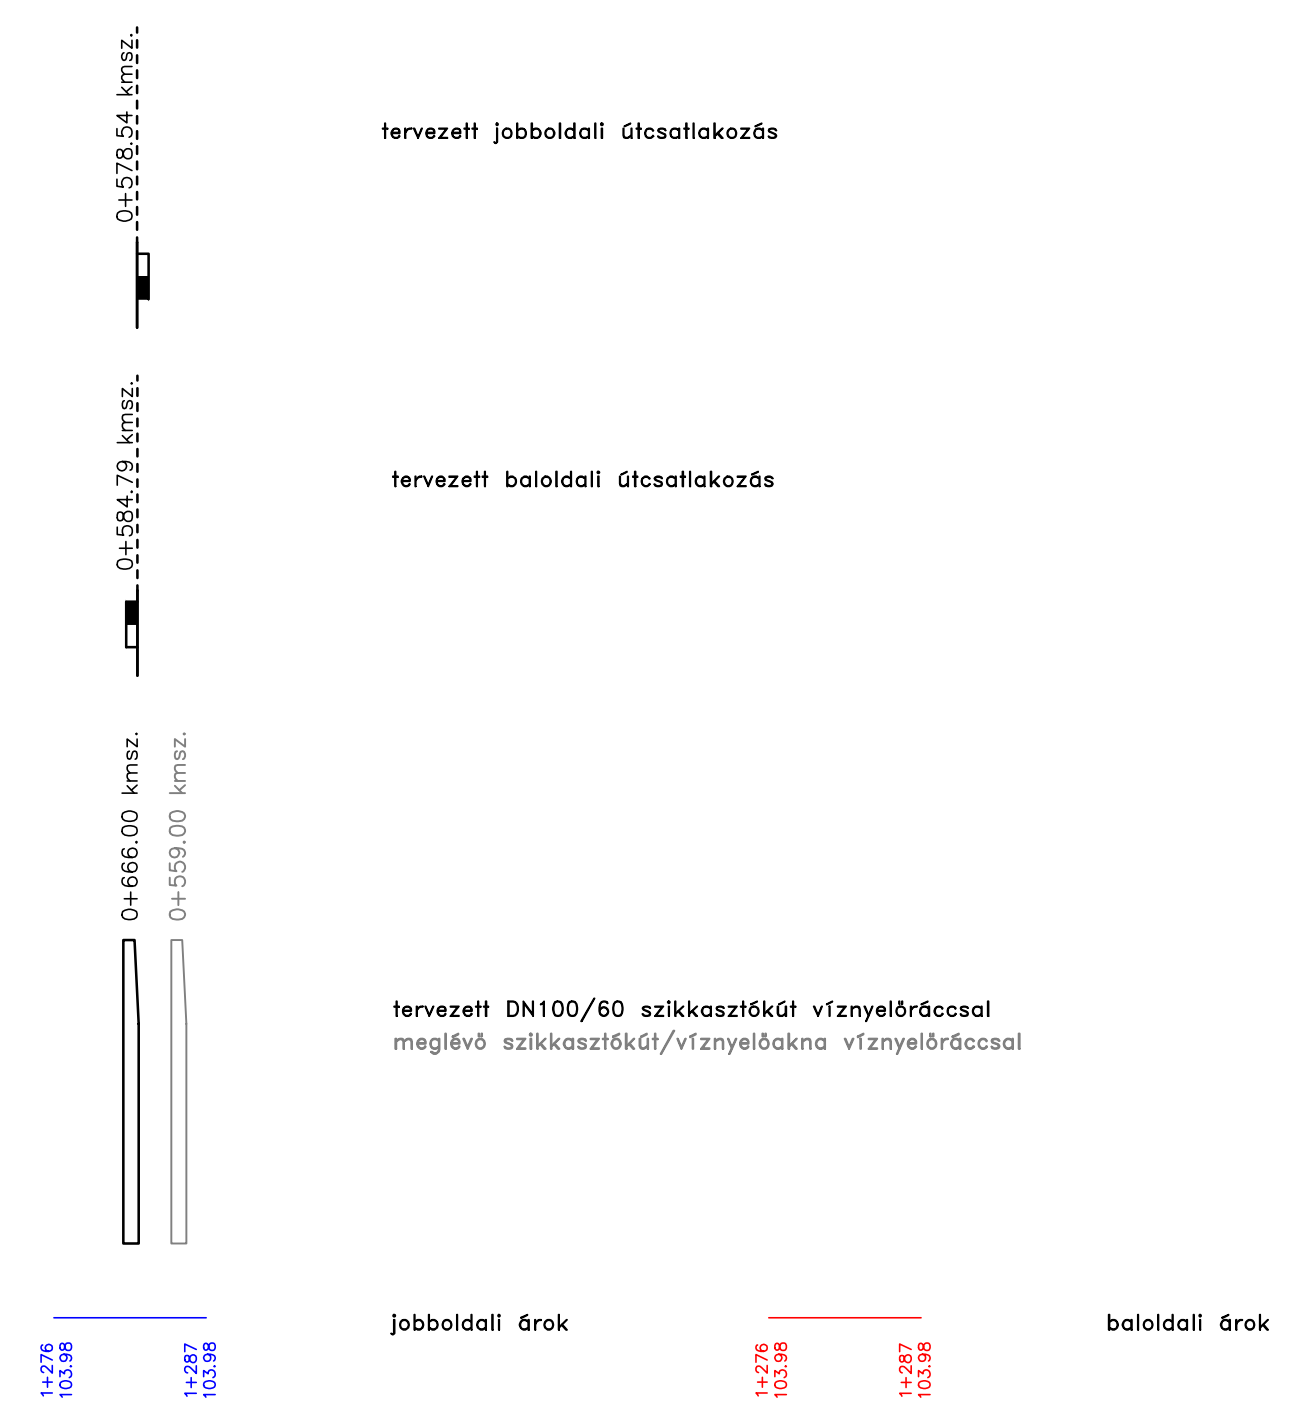 0+578.54 kmsz.
tervezett jobboldali útcsatlakozás
0+584.79 kmsz.
tervezett baloldali útcsatlakozás
0+666.00 kmsz.
0+559.00 kmsz.
tervezett DN100/60 szikkasztókút víznyelőráccsal
meglévő szikkasztókút/víznyelőakna víznyelőráccsal
jobboldali árok
baloldali árok
1+276
103.98
1+287
103.98
1+276
103.98
1+287
103.98